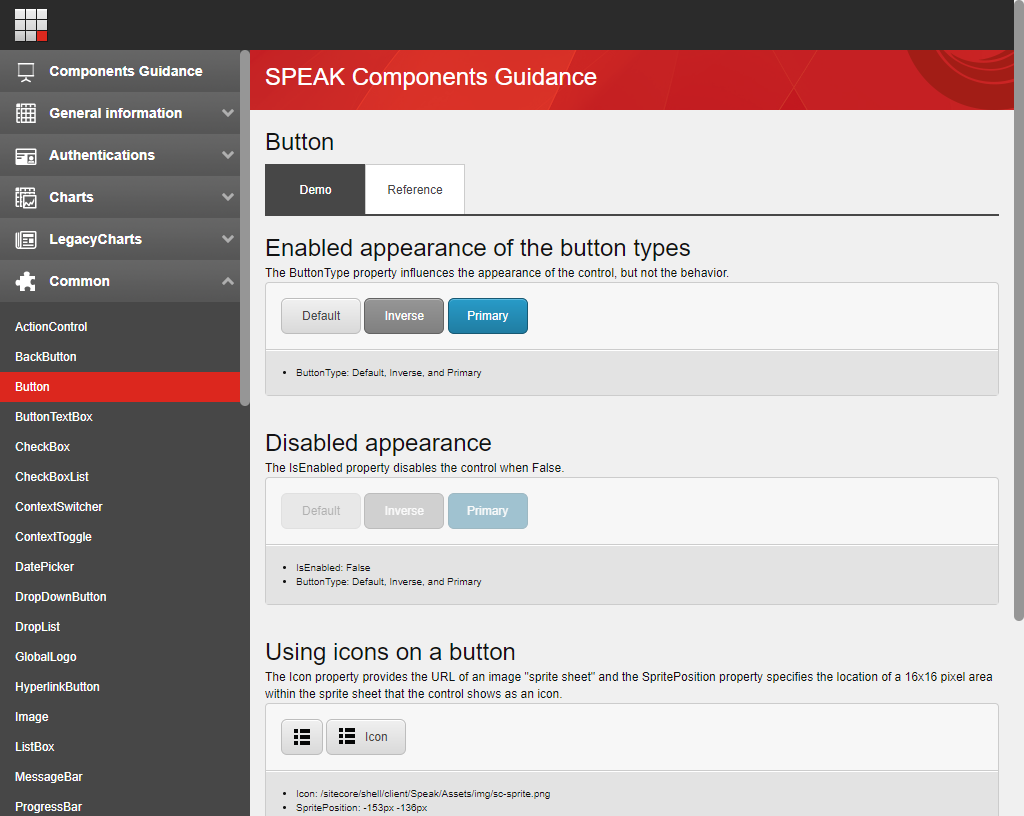 Components Guidance
General information
Authentications
Charts
LegacyCharts
Common
ActionControl
BackButton
Button
ButtonTextBox
CheckBox
CheckBoxList
ContextSwitcher
ContextToggle
DatePicker
DropDownButton
DropList
GlobalLogo
HyperlinkButton
Image
ListBox
MessageBar
ProgressBar
SPEAK Components Guidance
Button
Demo Reference
Enabled appearance of the button types
The ButtonType property influences the appearance of the control, but not the behavior.
Default Inverse Primary
• ButtonType: Default, Inverse, and Primary
Disabled appearance
The IsEnabled property disables the control when False.
Default Inverse Primary
• IsEnabled: False
• ButtonType: Default, Inverse, and Primary
Using icons on a button
The Icon property provides the URL of an image "sprite sheet" and the SpritePosition property specifies the location of a 16x16 pixel area
within the sprite sheet that the control shows as an icon.
Icon
• Icon: /sitecore/shell/client/Speak/Assets/img/sc-sprite.png
• SpritePosition: -153px -136px